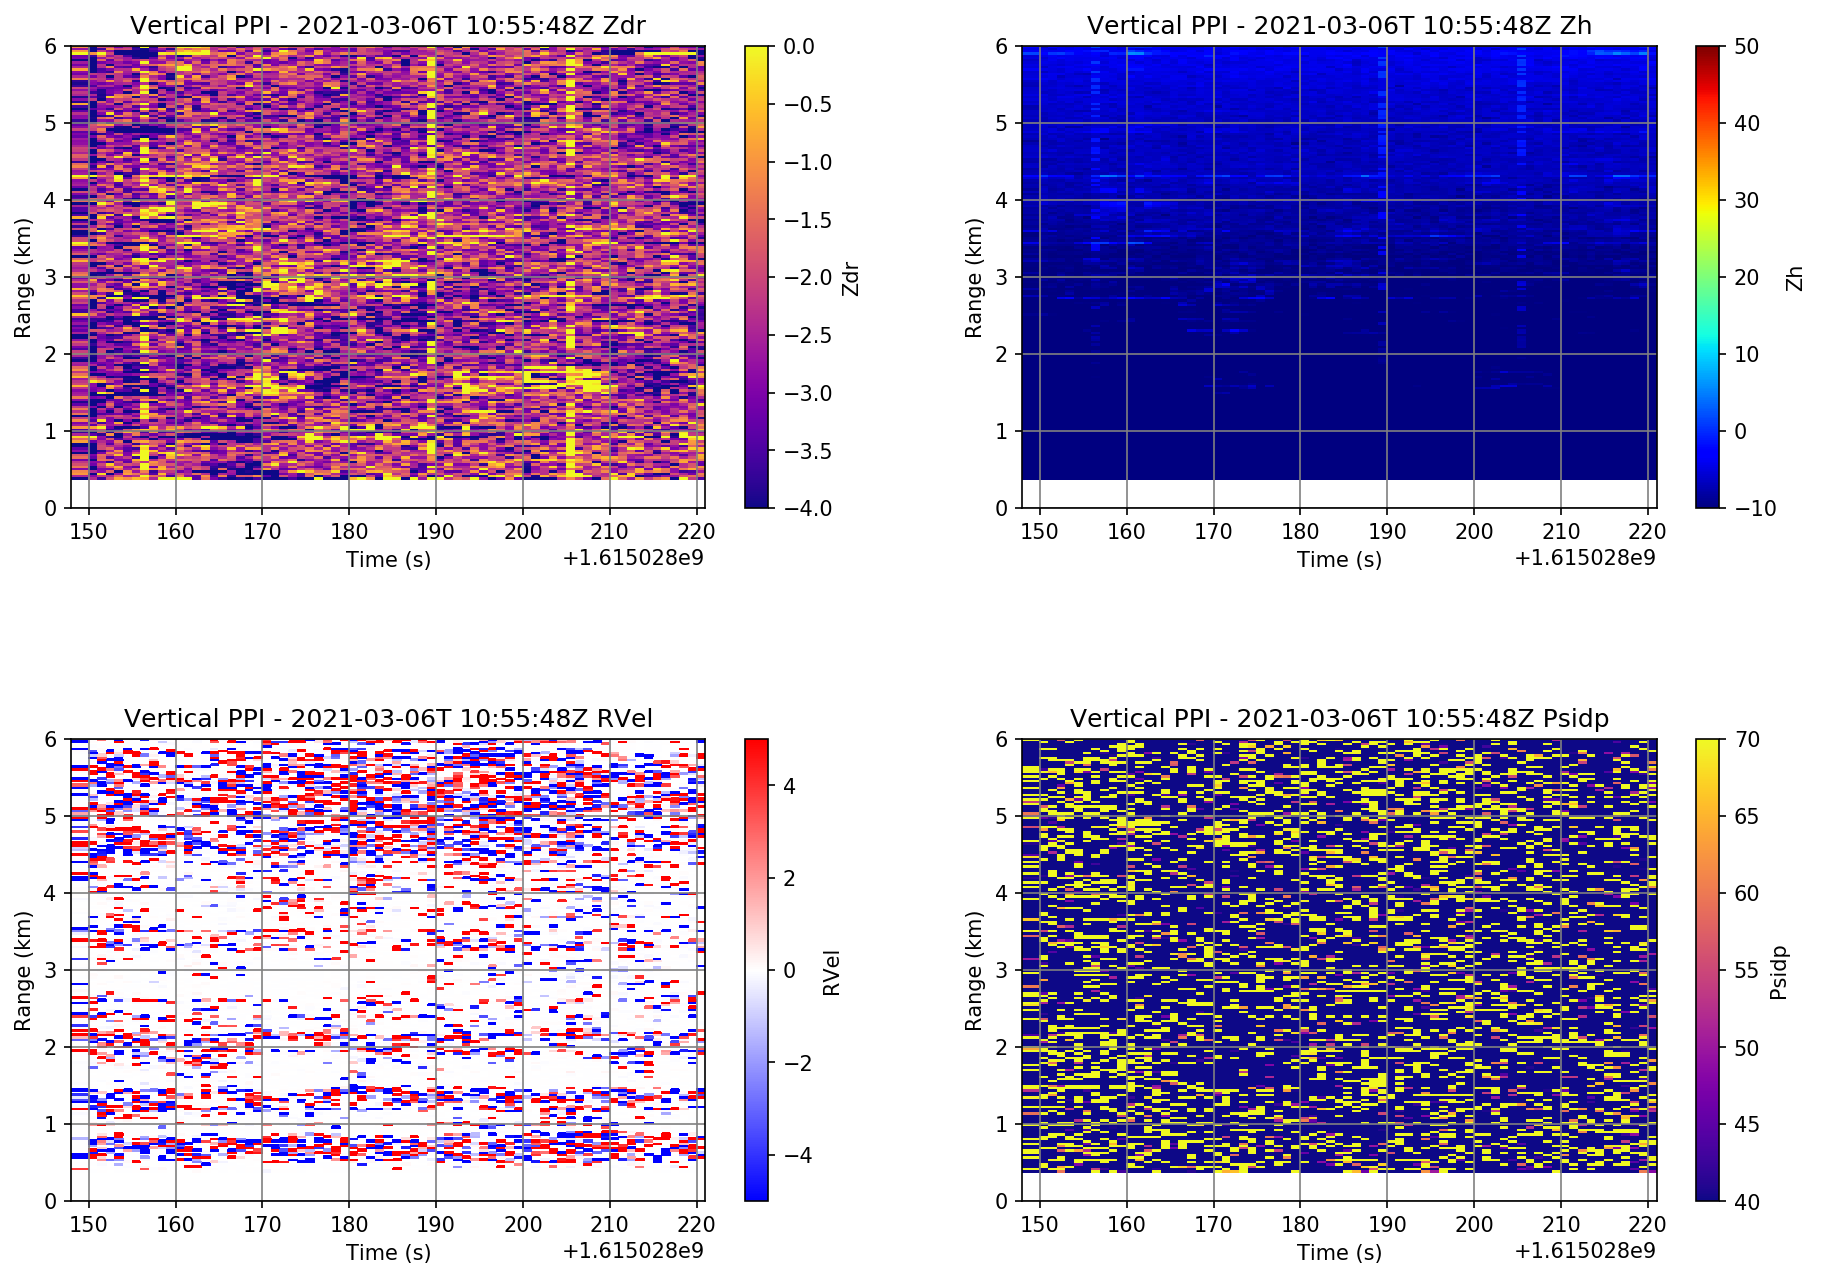 Vertical PPI - 2021-03-06T 10:55:48Z Zdr
6
5
4
3
2
1
0
Range (km)
150 160 170 180 190 200 210 220
Time (s)
+1.615028e9
0.0
−0.5
−1.0
−1.5
−2.0
−2.5
−3.0
−3.5
−4.0
Zdr
Vertical PPI - 2021-03-06T 10:55:48Z Zh
6
5
4
3
2
1
0
Range (km)
150 160 170 180 190 200 210 220
Time (s)
+1.615028e9
50
40
30
20
10
0
−10
Zh
Vertical PPI - 2021-03-06T 10:55:48Z RVel
6
5
4
3
2
1
0
Range (km)
150 160 170 180 190 200 210 220
Time (s)
+1.615028e9
4
2
0
−2
−4
RVel
Vertical PPI - 2021-03-06T 10:55:48Z Psidp
6
5
4
3
2
1
0
Range (km)
150 160 170 180 190 200 210 220
Time (s)
+1.615028e9
70
65
60
55
50
45
40
Psidp